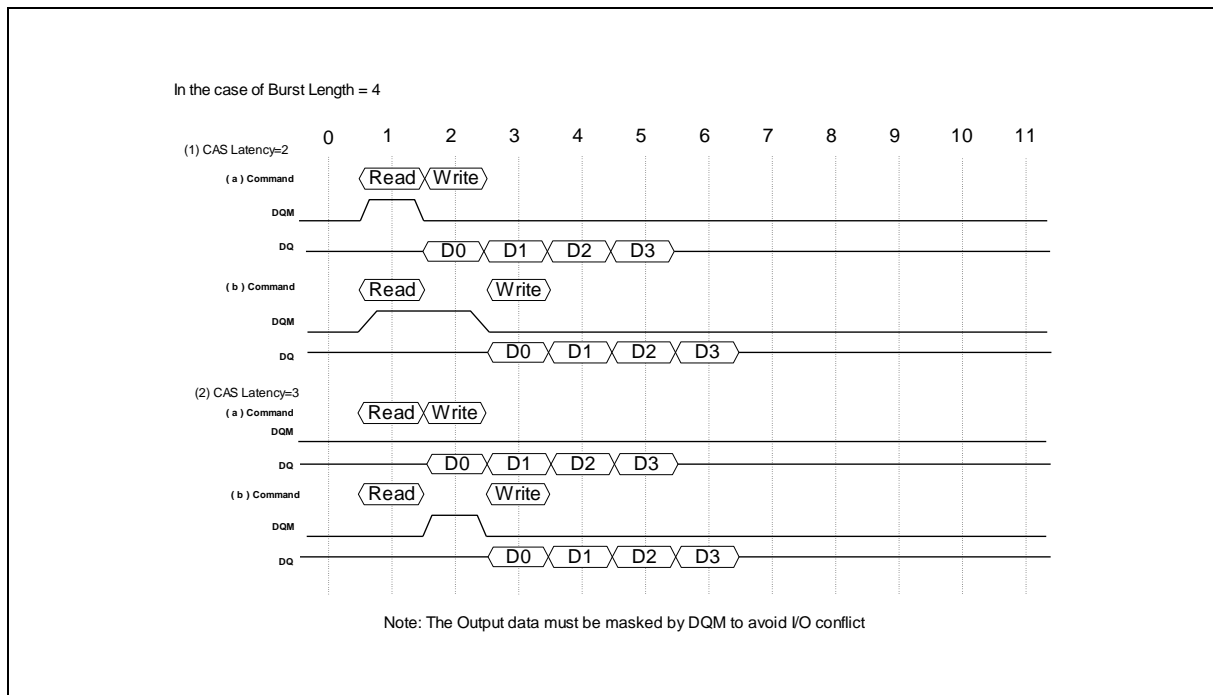 In the case of Burst Length = 4
0 1 2 3 4 5 6 7 8 9 10 11
(1) CAS Latency=2
( a ) Command Read Write
DQM
DQ D0 D1 D2 D3
( b ) Command Read Write
DQM
DQ D0 D1 D2 D3
(2) CAS Latency=3
( a ) Command Read Write
DQM
DQ D0 D1 D2 D3
( b ) Command Read Write
DQM
DQ D0 D1 D2 D3
Note: The Output data must be masked by DQM to avoid I/O conflict